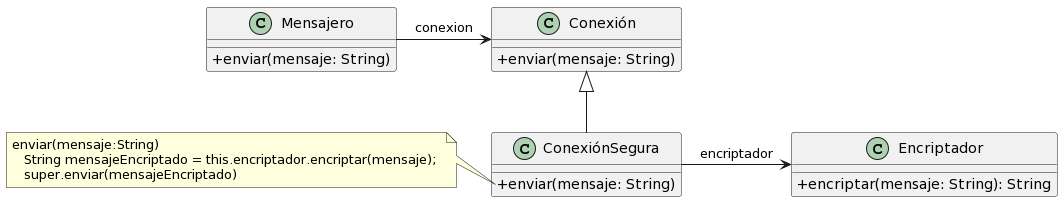 C Mensajero
+enviar(mensaje: String)
conexion
C Conexión
+enviar(mensaje: String)
enviar(mensaje:String)
String mensajeEncriptado = this.encriptador.encriptar(mensaje);
super.enviar(mensajeEncriptado)
C ConexiónSegura
+enviar(mensaje: String)
encriptador
C Encriptador
+encriptar(mensaje: String): String